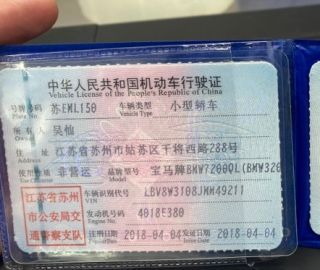 中华人民共和国机动车行驶证
Vehicle License of the People's Republic of China
号牌号码 苏EML150 车辆类型 小型轿车
Plate No. Vehicle Type
所有人 吴仙
Owner
住址 江苏省苏州市姑苏区干将西路288号
Address
使用性质 非营运 品牌型号 宝马牌BMW7200QL(BMW320
Model
江苏省苏州市公安局交通警察支队
车辆识别代号 LBV8W3108JMM49211
VIN
发动机号码 4018E380
Engine No.
注册日期 2018-04-04 发证日期 2018-04-04
Register Date Issue Date